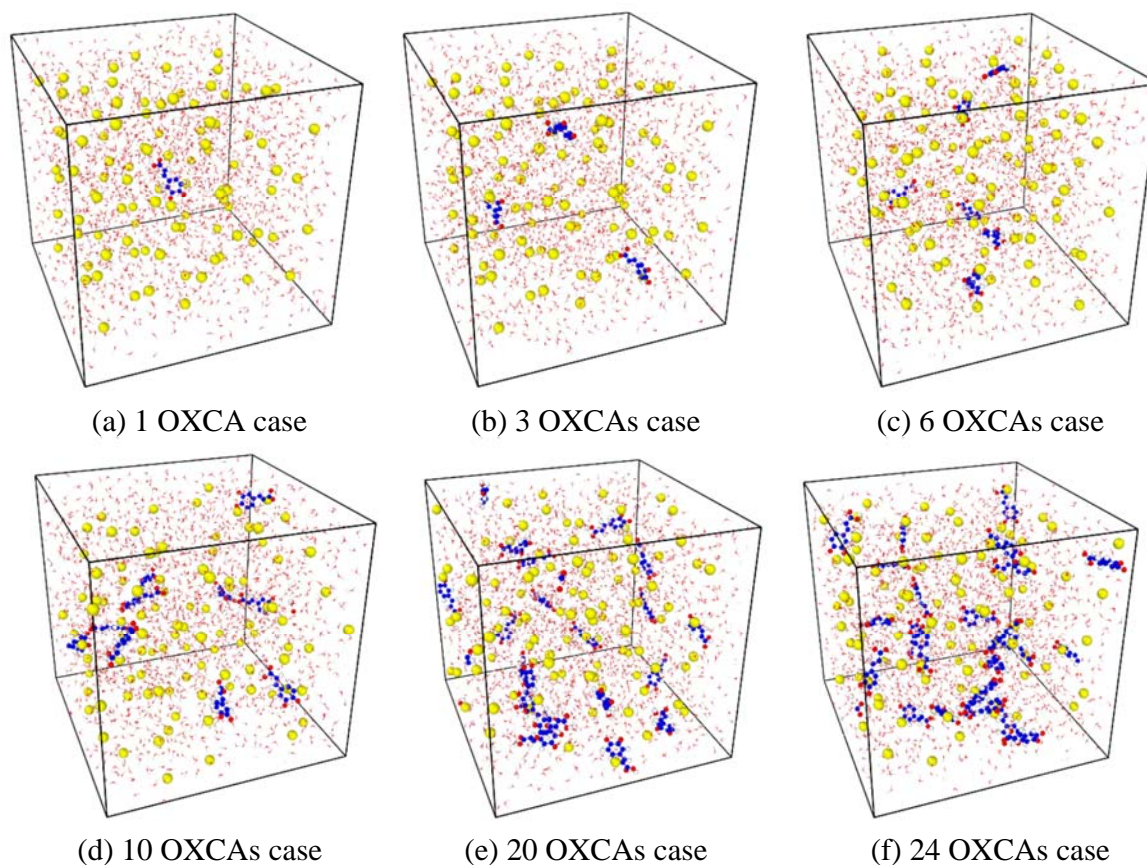 (a) 1 OXCA case
(b) 3 OXCAs case
(c) 6 OXCAs case
(d) 10 OXCAs case
(e) 20 OXCAs case
(f) 24 OXCAs case